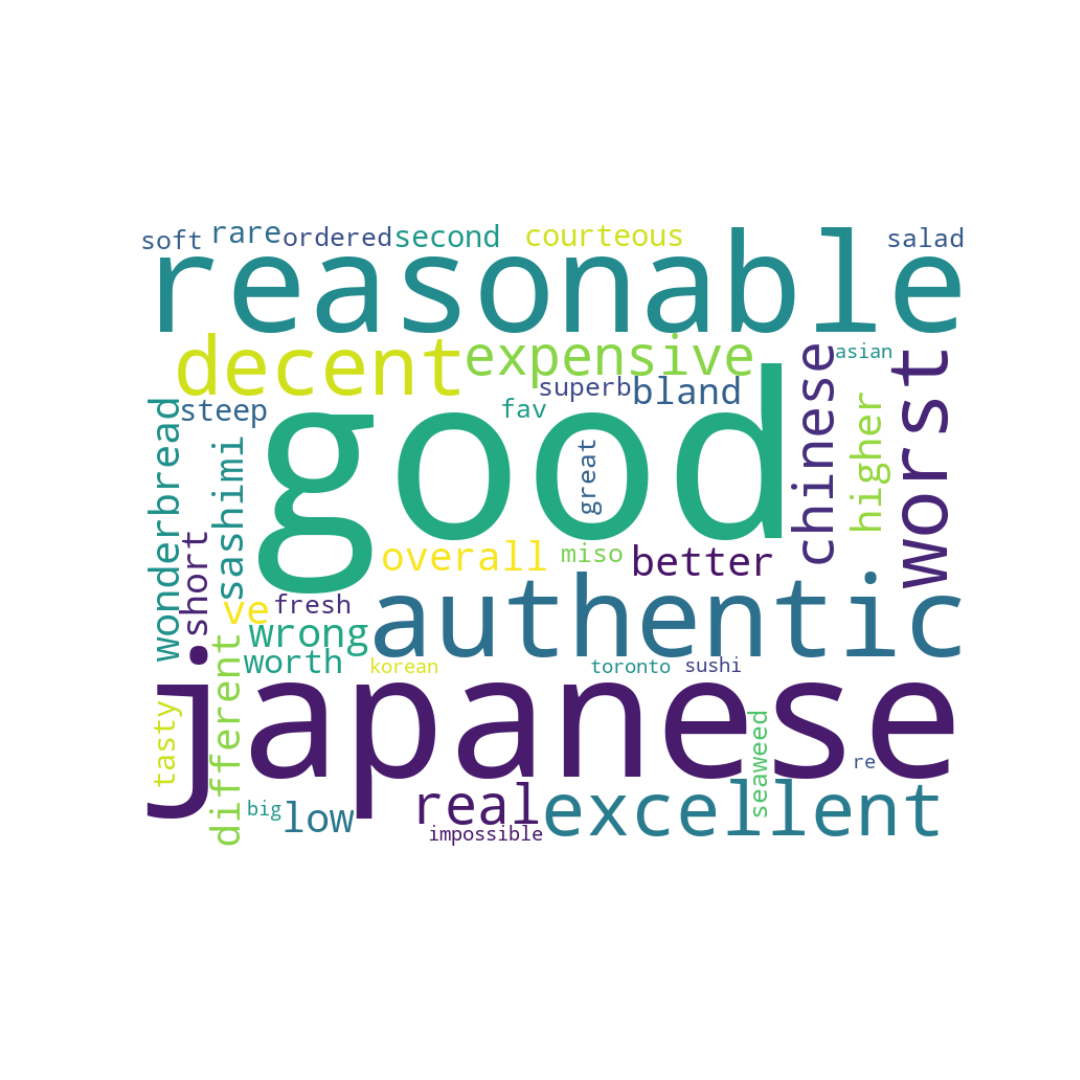 soft rare ordered second courteous salad
reasonable
decent expensive asian
superb bland
steep fav
good
great
wonderbread sashimi chinese higher worst
short
overall miso better
ve fresh
authentic
wrong
worth korean toronto sushi
different
japanese
tasty seaweed re
big low real excellent
impossible